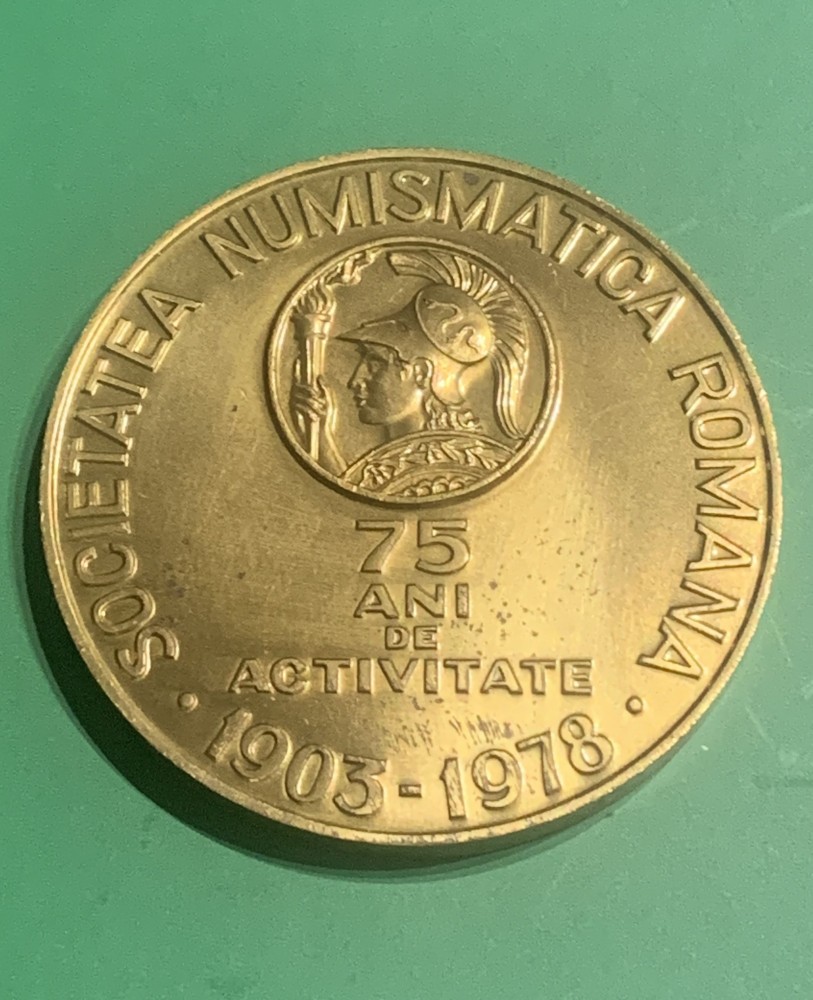 SOCIETATEA NUMISMATICA ROMANA
75
ANI
DE
ACTIVITATE
· 1903-1978 ·